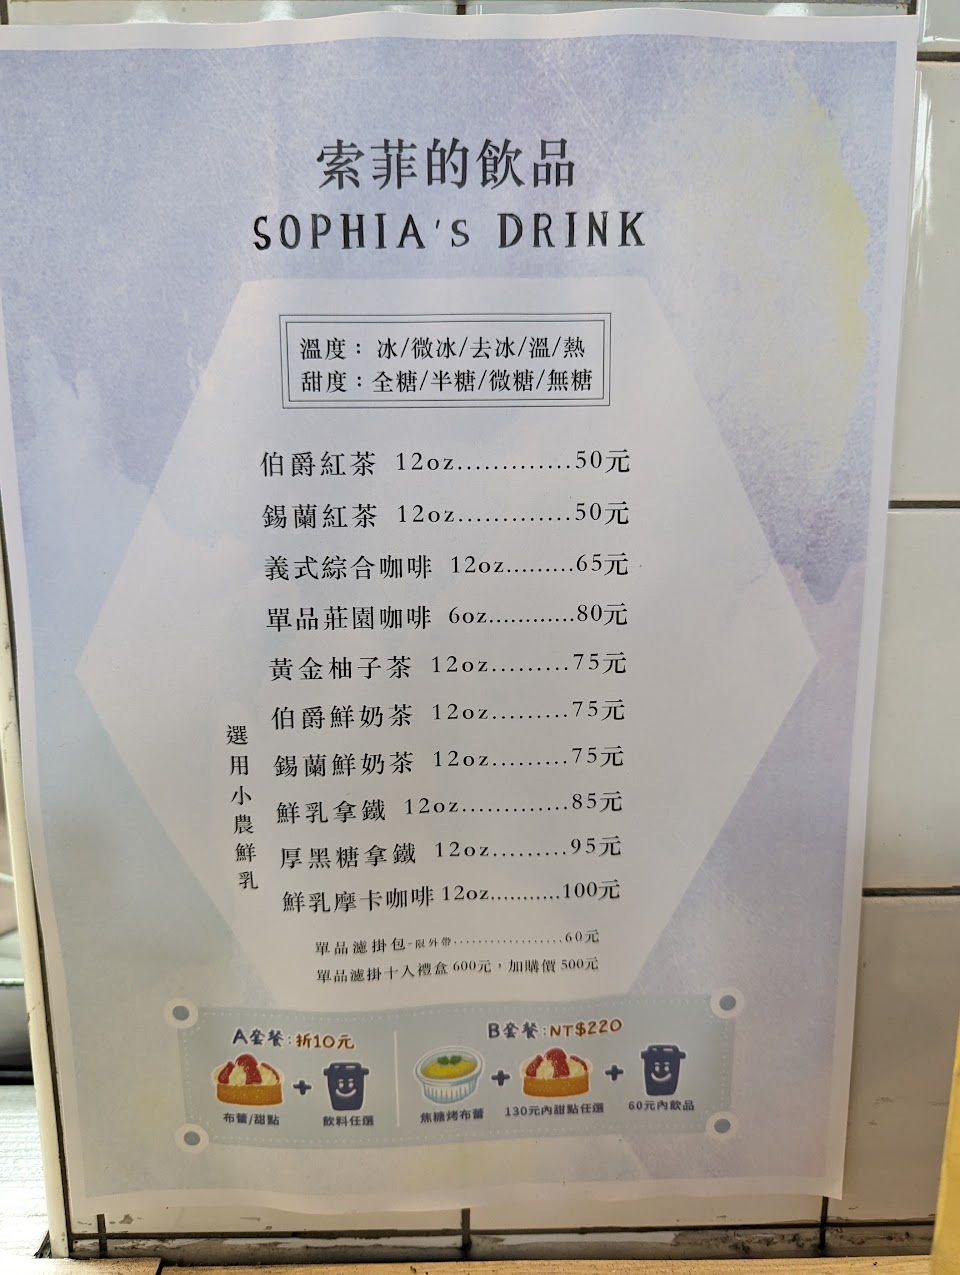 索菲的飲品
SOPHIA's DRINK
溫度：冰/微冰/去冰/溫/熱
甜度：全糖/半糖/微糖/無糖
伯爵紅茶 12oz.............50元
錫蘭紅茶 12oz.............50元
義式綜合咖啡 12oz.........65元
單品莊園咖啡 6oz............80元
黃金柚子茶 12oz.........75元
選用小農鮮乳
伯爵鮮奶茶 12oz.........75元
錫蘭鮮奶茶 12oz.........75元
鮮乳拿鐵 12oz............85元
厚黑糖拿鐵 12oz.........95元
鮮乳摩卡咖啡 12oz...........100元
單品濾掛包-限外帶..................60元
單品濾掛十入禮盒600元，加購價500元
A套餐:折10元
布蕾/甜點 + 飲料任選
B套餐:NT$220
焦糖烤布蕾 + 130元內甜點任選 + 60元內飲品